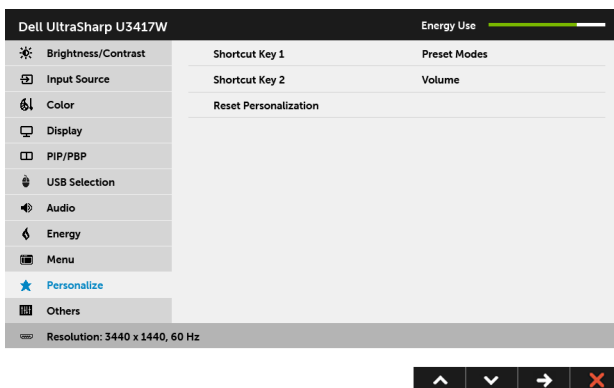 Dell UltraSharp U3417W
Energy Use
Brightness/Contrast
Shortcut Key 1
Preset Modes
Input Source
Shortcut Key 2
Volume
Color
Reset Personalization
Display
PIP/PBP
USB Selection
Audio
Energy
Menu
Personalize
Others
Resolution: 3440 x 1440, 60 Hz